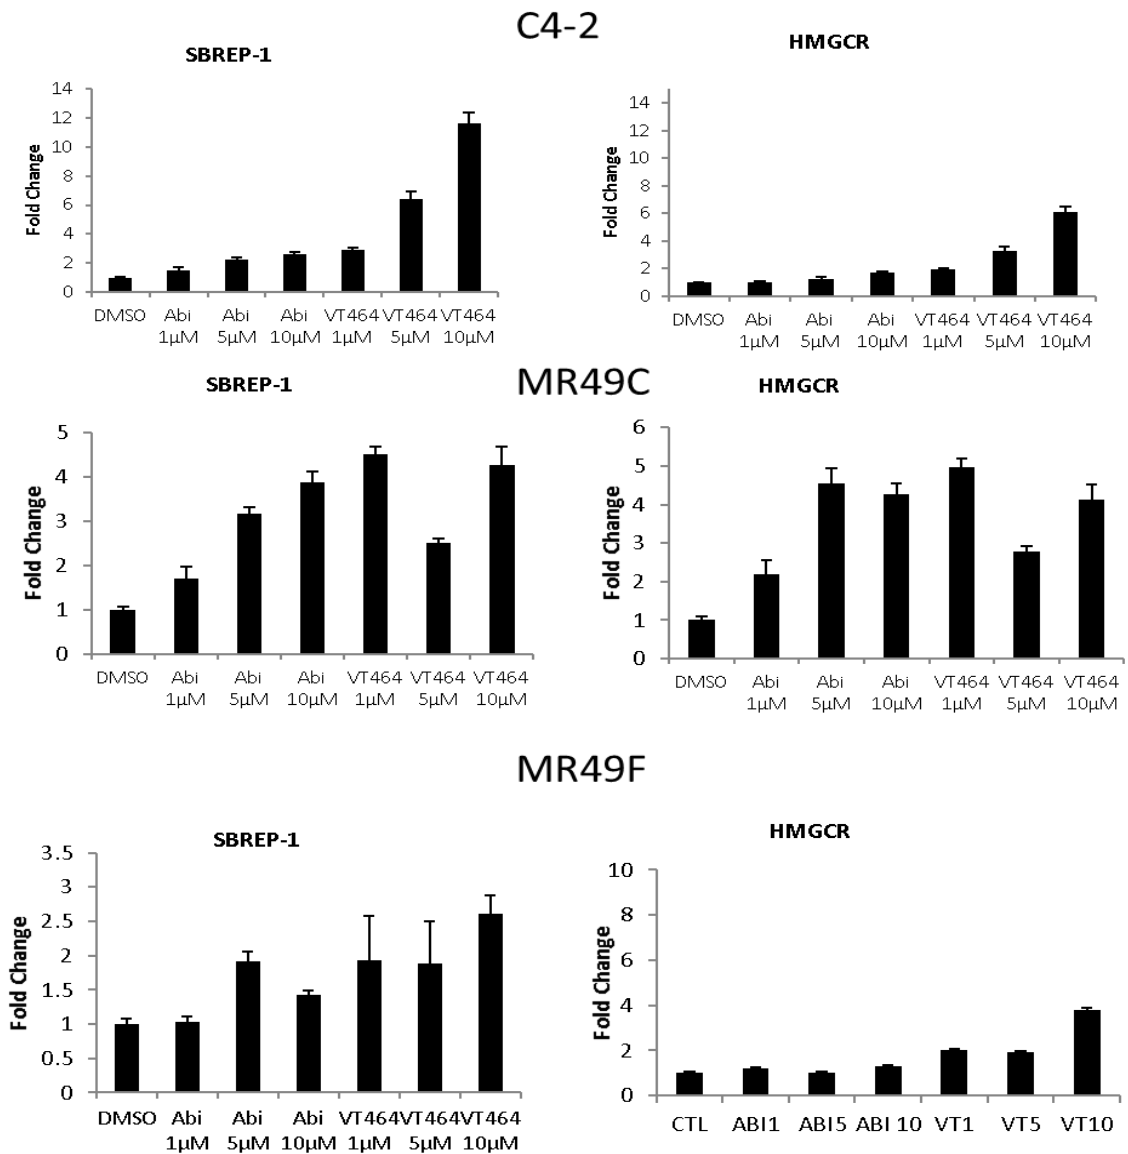 C4-2
SBREP-1
Fold Change
14
12
10
8
6
4
2
0
DMSO Abi 1µM Abi 5µM Abi 10µM VT464 1µM VT464 5µM VT464 10µM
HMGCR
Fold Change
14
12
10
8
6
4
2
0
DMSO Abi 1µM Abi 5µM Abi 10µM VT464 1µM VT464 5µM VT464 10µM
MR49C
SBREP-1
Fold Change
5
4
3
2
1
0
DMSO Abi 1µM Abi 5µM Abi 10µM VT464 1µM VT464 5µM VT464 10µM
HMGCR
Fold Change
6
5
4
3
2
1
0
DMSO Abi 1µM Abi 5µM Abi 10µM VT464 1µM VT464 5µM VT464 10µM
MR49F
SBREP-1
Fold Change
3.5
3
2.5
2
1.5
1
0.5
0
DMSO Abi 1µM Abi 5µM Abi 10µM VT464 1µM VT464 5µM VT464 10µM
HMGCR
Fold Change
10
8
6
4
2
0
CTL ABI1 ABI5 ABI 10 VT1 VT5 VT10